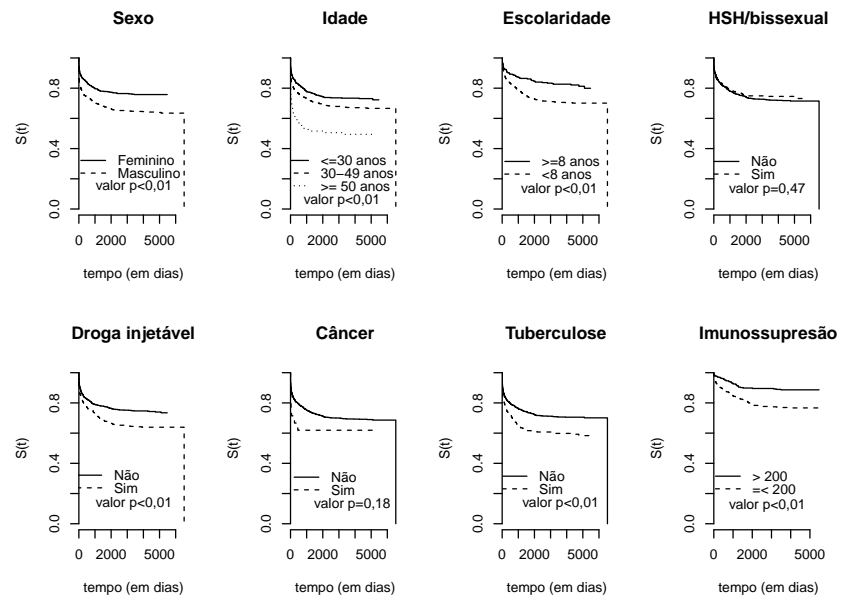 Sexo
S(t)
0.0 0.4 0.8
Feminino
Masculino
valor p<0,01
0 2000 5000
tempo (em dias)
Idade
S(t)
0.0 0.4 0.8
<=30 anos
30−49 anos
>= 50 anos
valor p<0,01
0 2000 5000
tempo (em dias)
Escolaridade
S(t)
0.0 0.4 0.8
>=8 anos
<8 anos
valor p<0,01
0 2000 5000
tempo (em dias)
HSH/bissexual
S(t)
0.0 0.4 0.8
Não
Sim
valor p=0,47
0 2000 5000
tempo (em dias)
Droga injetável
S(t)
0.0 0.4 0.8
Não
Sim
valor p<0,01
0 2000 5000
tempo (em dias)
Câncer
S(t)
0.0 0.4 0.8
Não
Sim
valor p=0,18
0 2000 5000
tempo (em dias)
Tuberculose
S(t)
0.0 0.4 0.8
Não
Sim
valor p<0,01
0 2000 5000
tempo (em dias)
Imunossupresão
S(t)
0.0 0.4 0.8
> 200
=< 200
valor p<0,01
0 2000 5000
tempo (em dias)